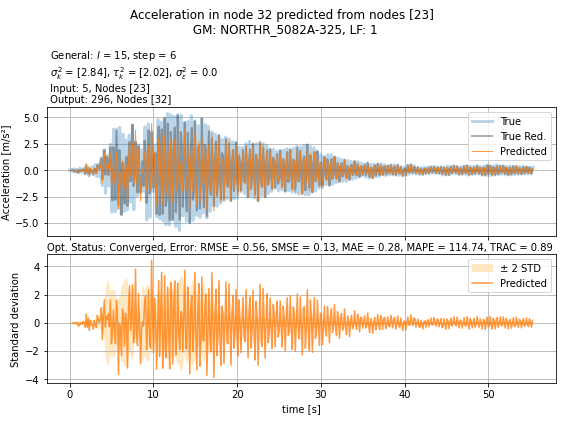 Acceleration in node 32 predicted from nodes [23]
GM: NORTHR_5082A-325, LF: 1
General: l = 15, step = 6
σ²ₖ = [2.84], τ²ₖ = [2.02], σ²ε = 0.0
Input: 5, Nodes [23]
Output: 296, Nodes [32]
Acceleration [m/s²]
5.0
2.5
0.0
−2.5
−5.0
True
True Red.
Predicted
Opt. Status: Converged, Error: RMSE = 0.56, SMSE = 0.13, MAE = 0.28, MAPE = 114.74, TRAC = 0.89
Standard deviation
4
2
0
−2
−4
± 2 STD
Predicted
0 10 20 30 40 50
time [s]